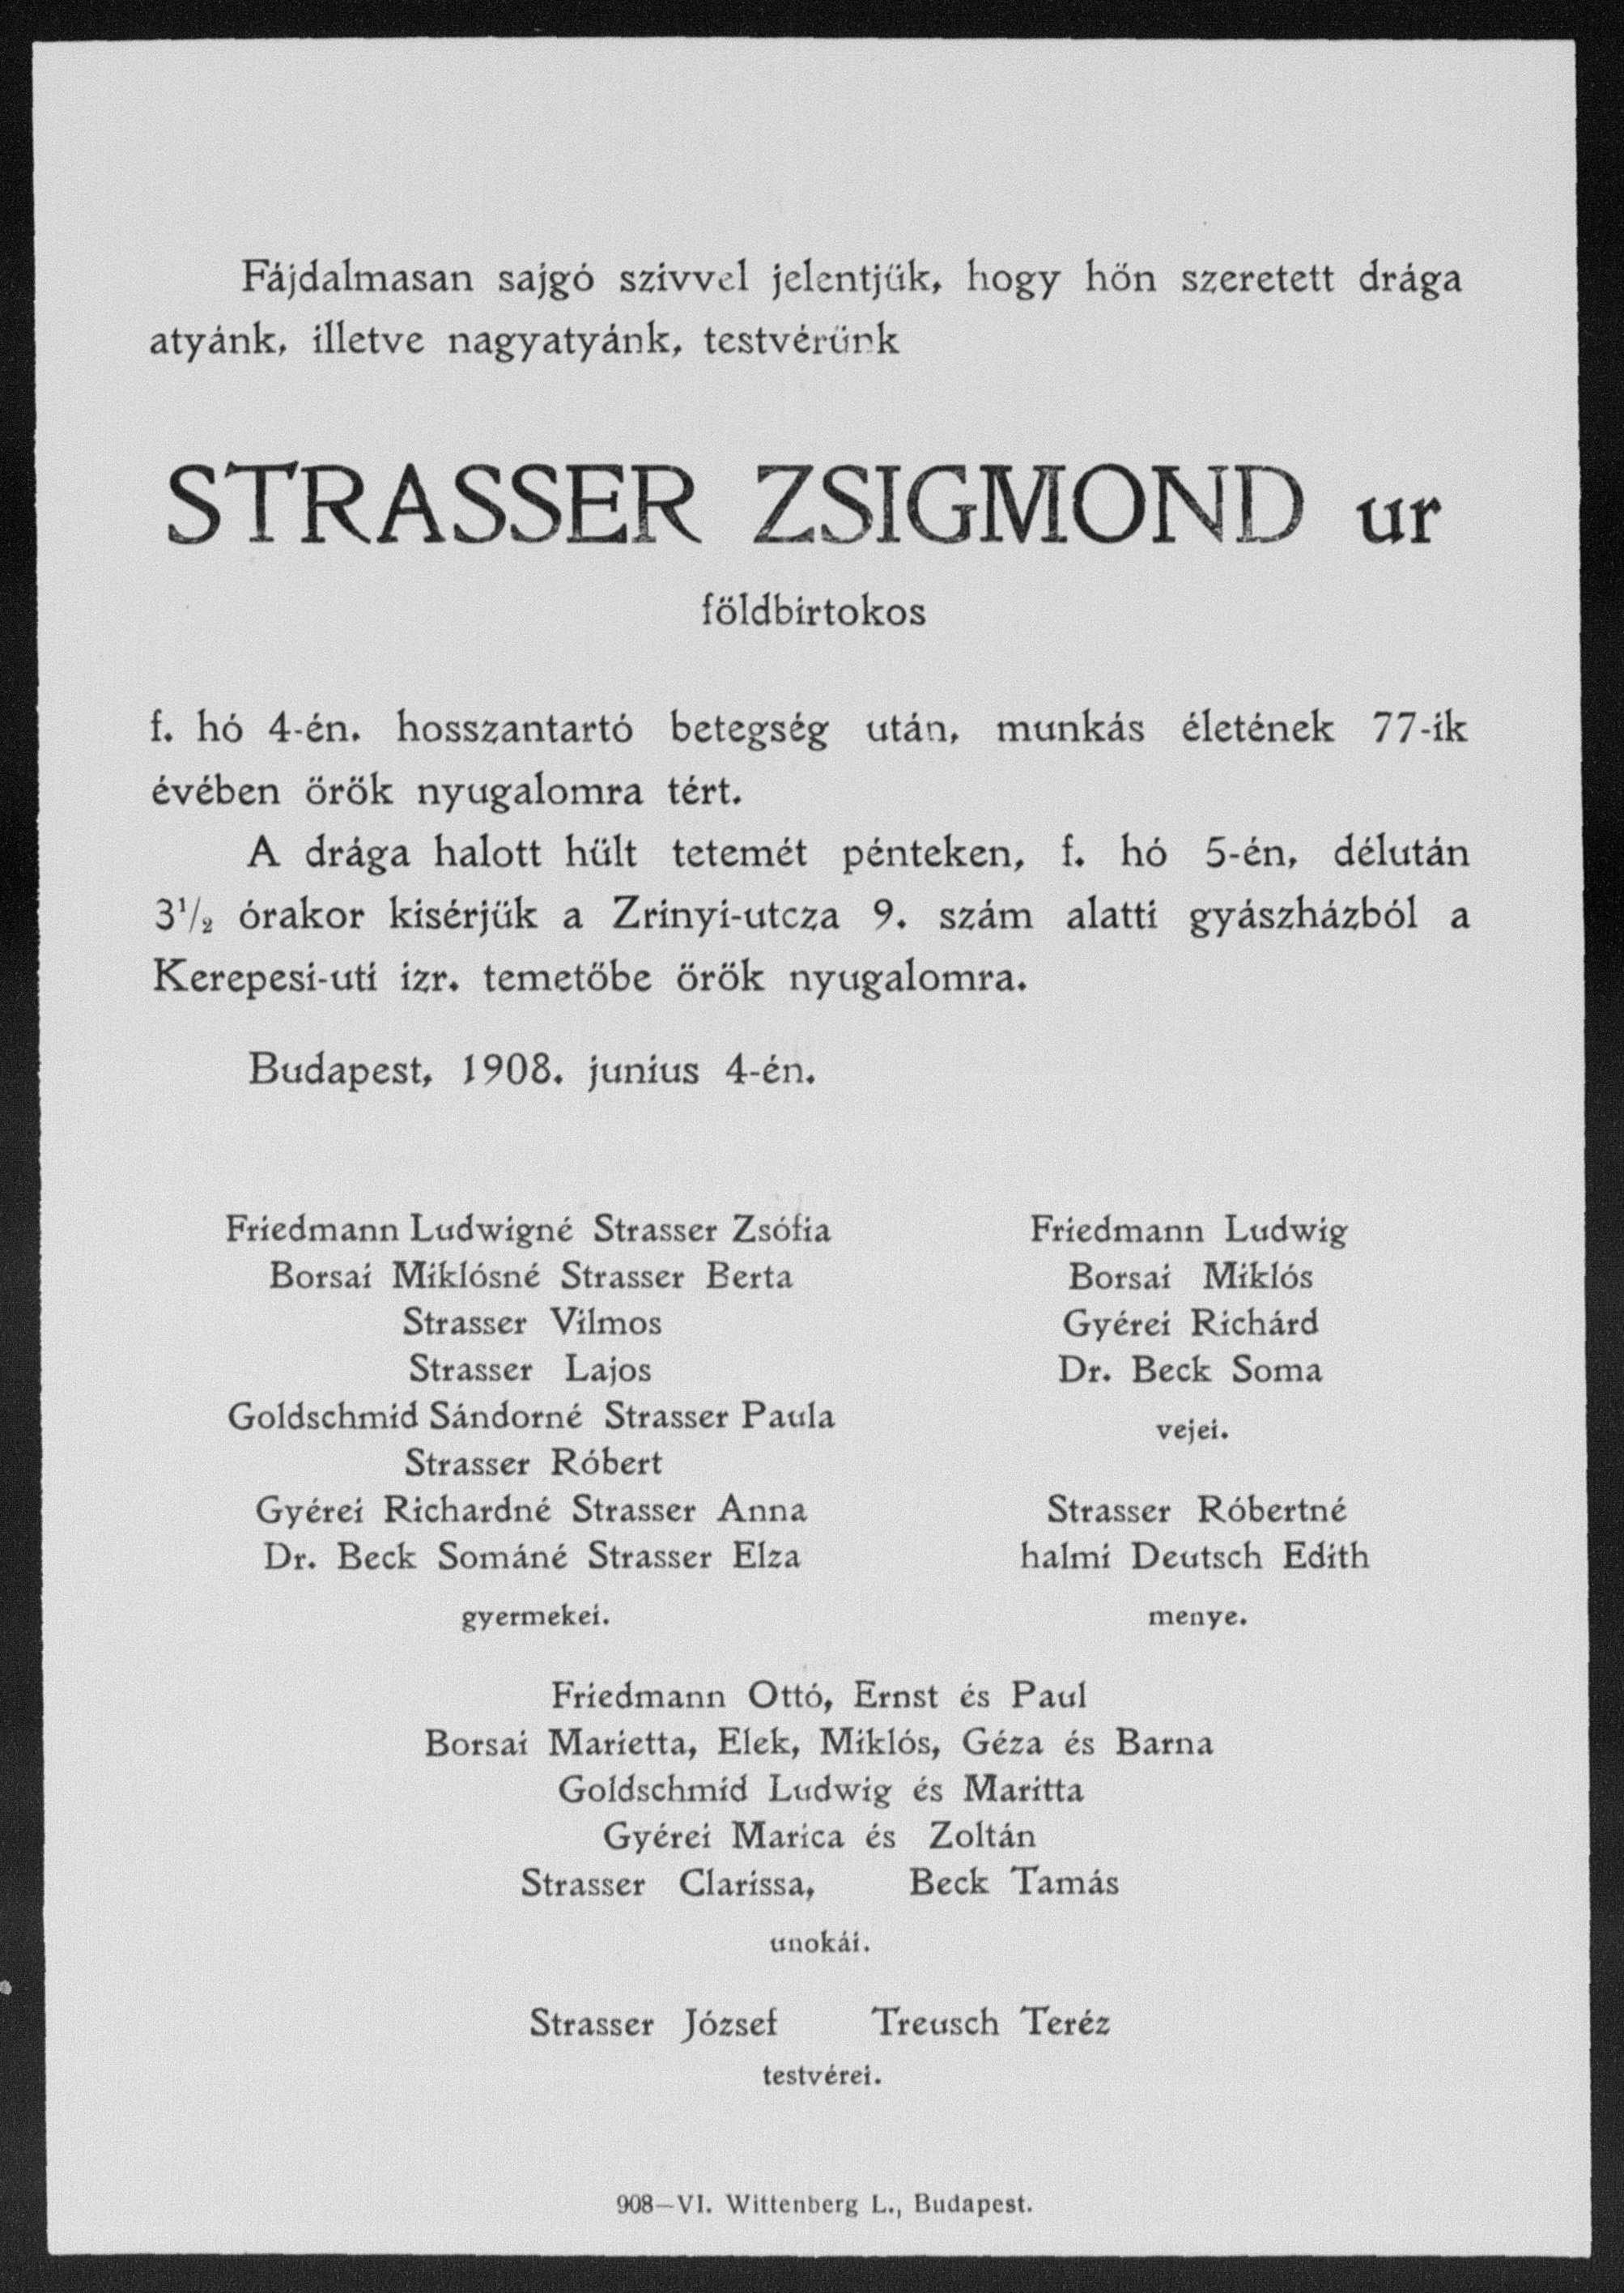 Fájdalmasan sajgó szivvel jelentjük, hogy hőn szeretett drága
atyánk, illetve nagyatyánk, testvérünk
STRASSER ZSIGMOND ur
földbirtokos
f. hó 4-én. hosszantartó betegség után, munkás életének 77-ik
évében örök nyugalomra tért.
A drága halott hült tetemét pénteken, f. hó 5-én, délután
3½ órakor kisérjük a Zrinyi-utcza 9. szám alatti gyászházból a
Kerepesi-uti izr. temetőbe örök nyugalomra.
Budapest, 1908. junius 4-én.
Friedmann Ludwigné Strasser Zsófia
Borsai Miklósné Strasser Berta
Strasser Vilmos
Strasser Lajos
Goldschmid Sándorné Strasser Paula
Strasser Róbert
Gyérei Richardné Strasser Anna
Dr. Beck Sománé Strasser Elza
gyermekei.
Friedmann Ludwig
Borsai Miklós
Gyérei Richárd
Dr. Beck Soma
vejei.
Strasser Róbertné
halmi Deutsch Edith
menye.
Friedmann Ottó, Ernst és Paul
Borsai Marietta, Elek, Miklós, Géza és Barna
Goldschmid Ludwig és Maritta
Gyérei Marica és Zoltán
Strasser Clarissa, Beck Tamás
unokái.
Strasser József Treusch Teréz
testvérei.
908—VI. Wittenberg L., Budapest.